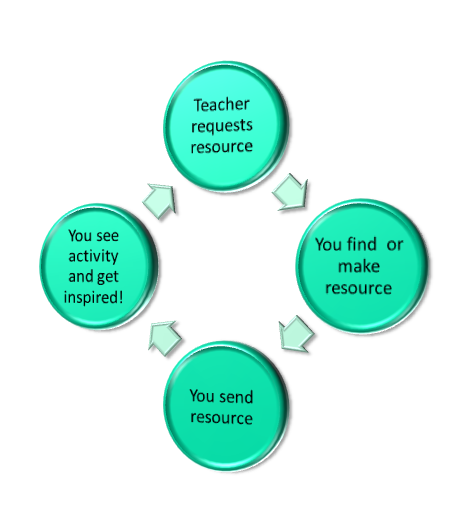 Teacher
requests
resource
You find or
make
resource
You send
resource
You see
activity
and get
inspired!